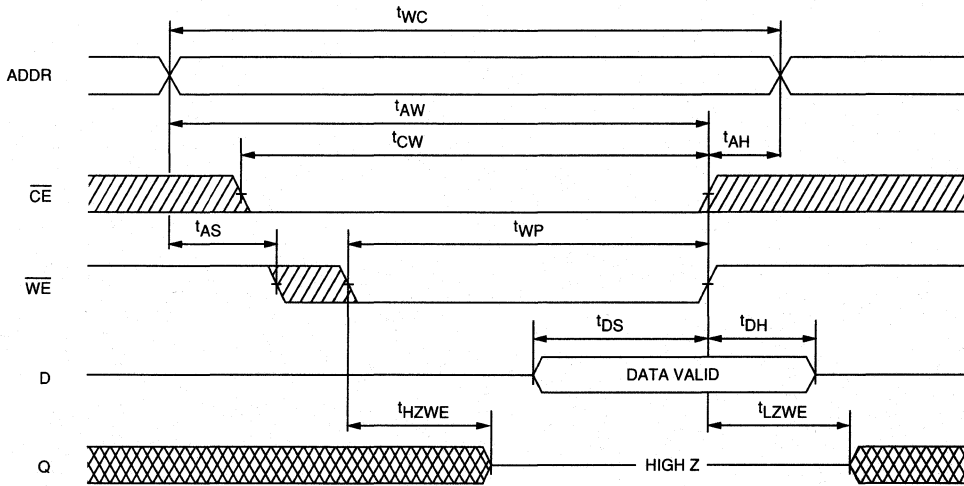 tWC
ADDR
tAW
tCW
tAH
CE
tAS
tWP
WE
tDS
tDH
D
DATA VALID
tHZWE
tLZWE
Q
HIGH Z